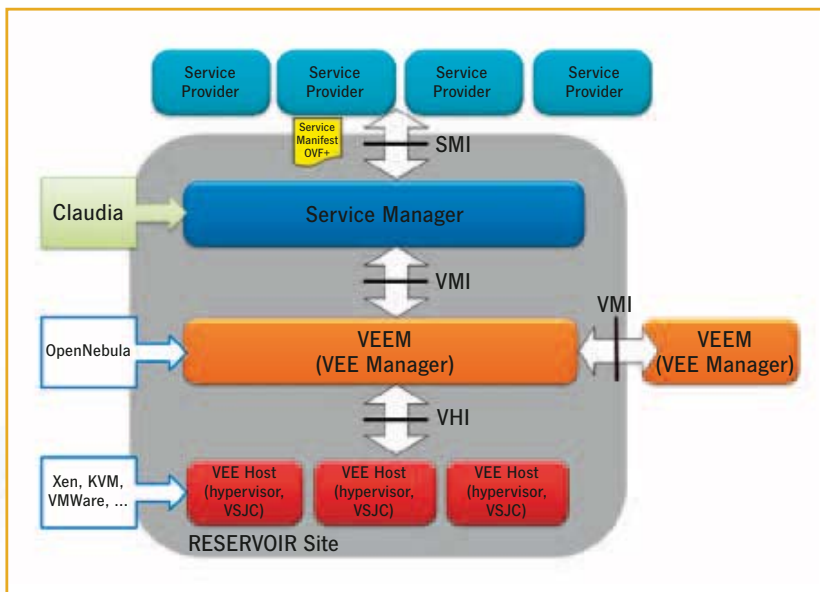 Service
Provider
Service
Provider
Service
Provider
Service
Provider
Service
Manifest
OVF+
SMI
Claudia
Service Manager
VMI
VMI
OpenNebula
VEEM
(VEE Manager)
VEEM
(VEE Manager)
VHI
Xen, KVM,
VMWare, ...
VEE Host
(hypervisor,
VSJC)
VEE Host
(hypervisor,
VSJC)
VEE Host
(hypervisor,
VSJC)
RESERVOIR Site